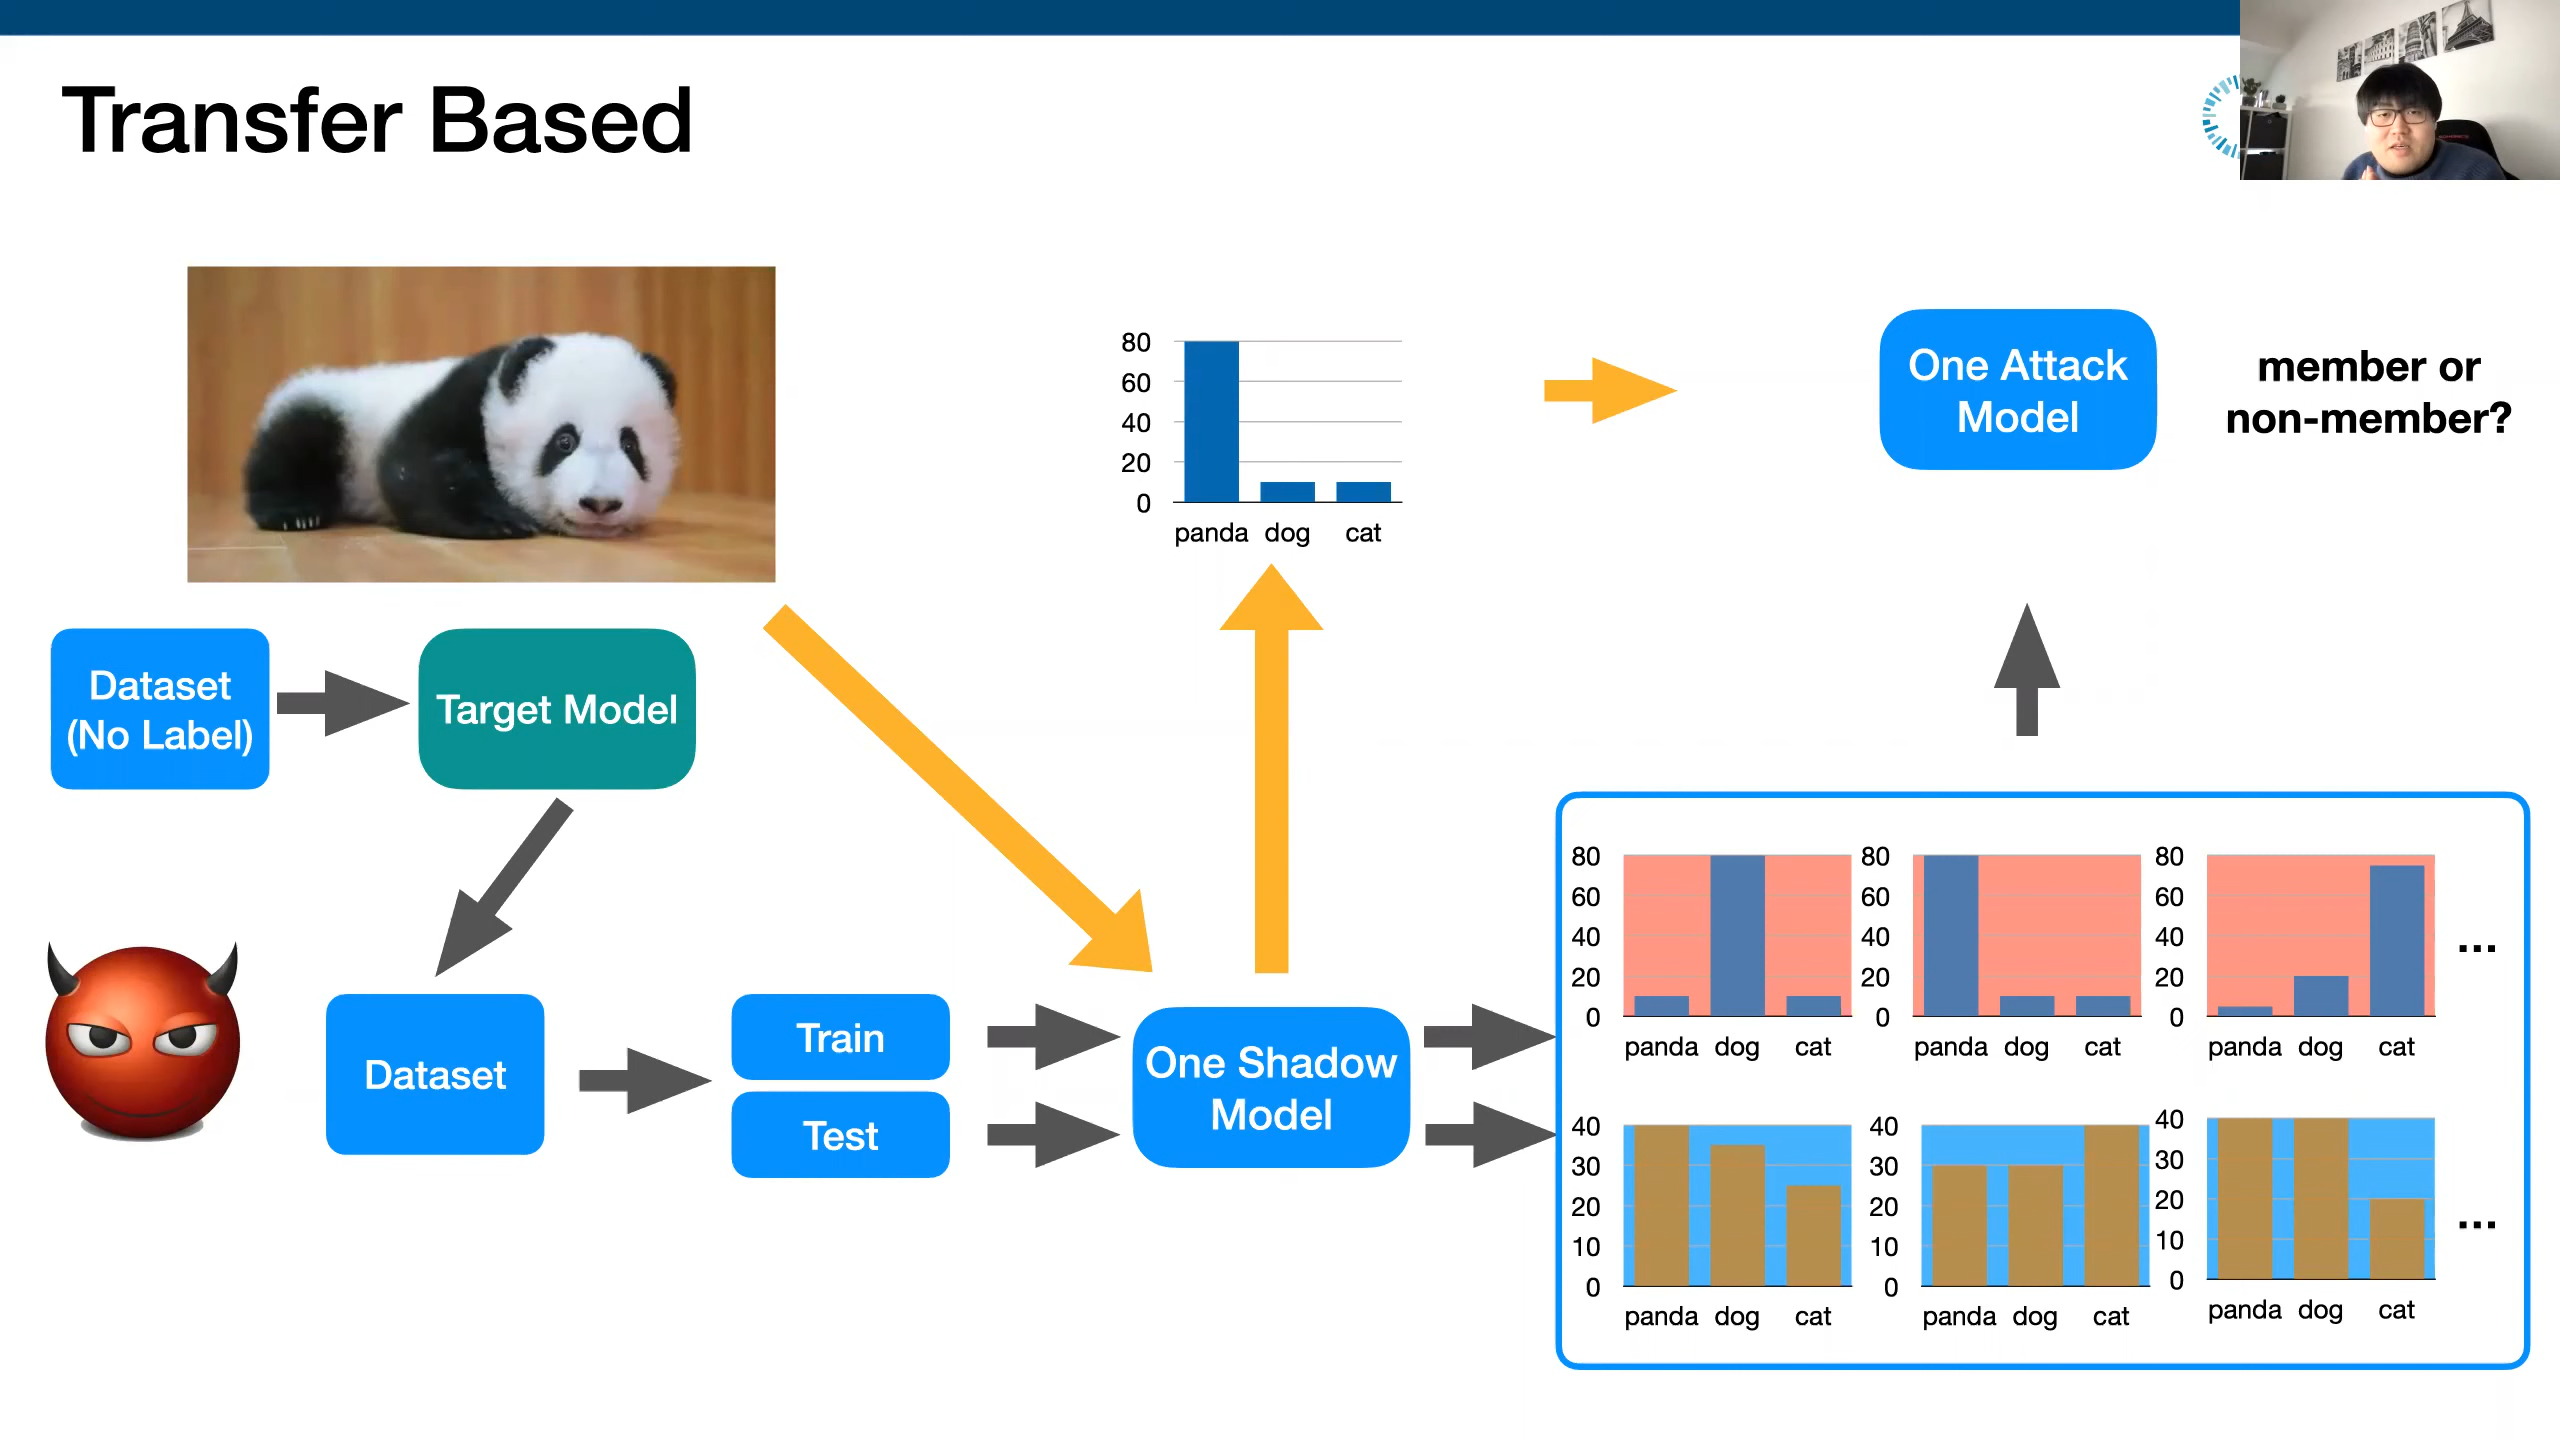 Transfer Based
80
60
40
20
0
panda dog cat
One Attack
Model
member or
non-member?
Dataset
(No Label)
Target Model
Dataset
Train
Test
One Shadow
Model
80
60
40
20
0
panda dog cat
80
60
40
20
0
panda dog cat
80
60
40
20
0
panda dog cat
...
40
30
20
10
0
panda dog cat
40
30
20
10
0
panda dog cat
40
30
20
10
0
panda dog cat
...